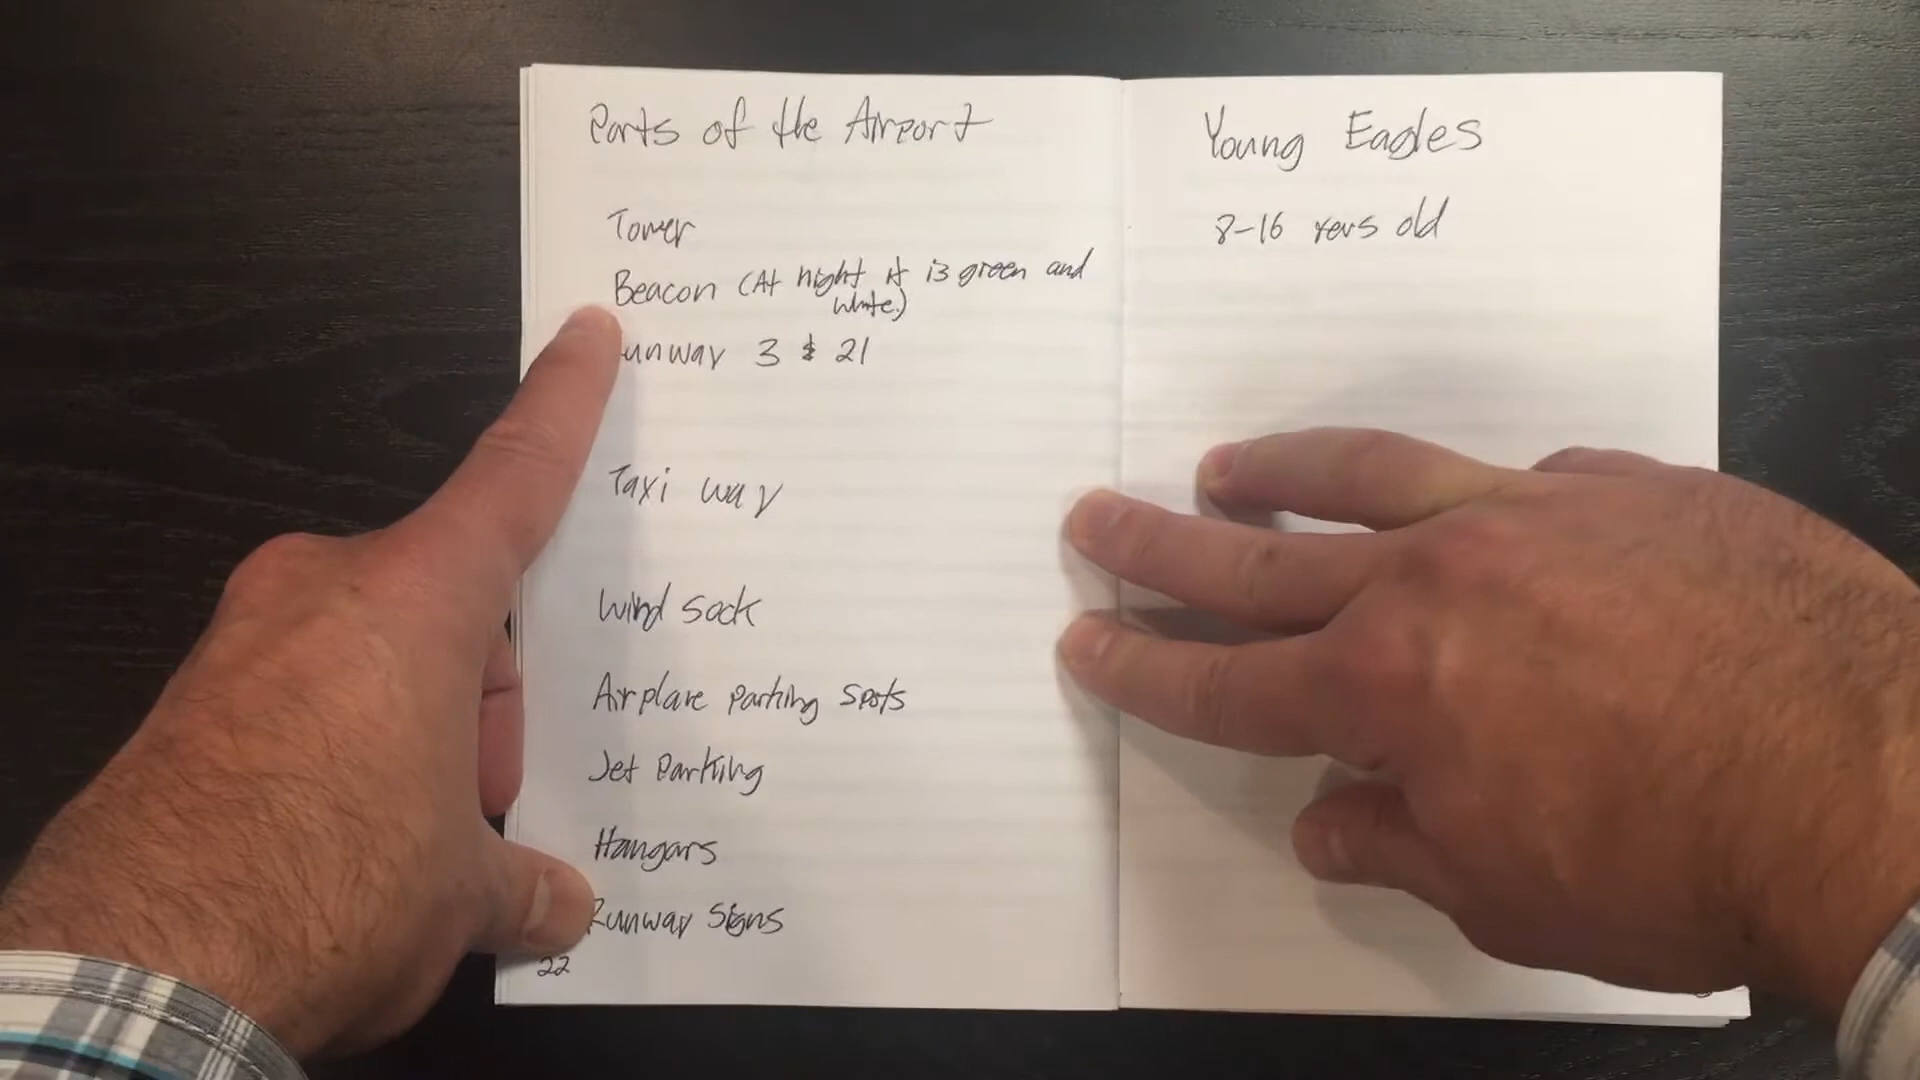 Parts of the Airport
Tower
Beacon (At night it is green and
white.)
unway 3 & 21
Taxi way
Wind sock
Airplane parking spots
Jet Parking
Hangars
Runway Signs
22
Young Eagles
8-16 years old